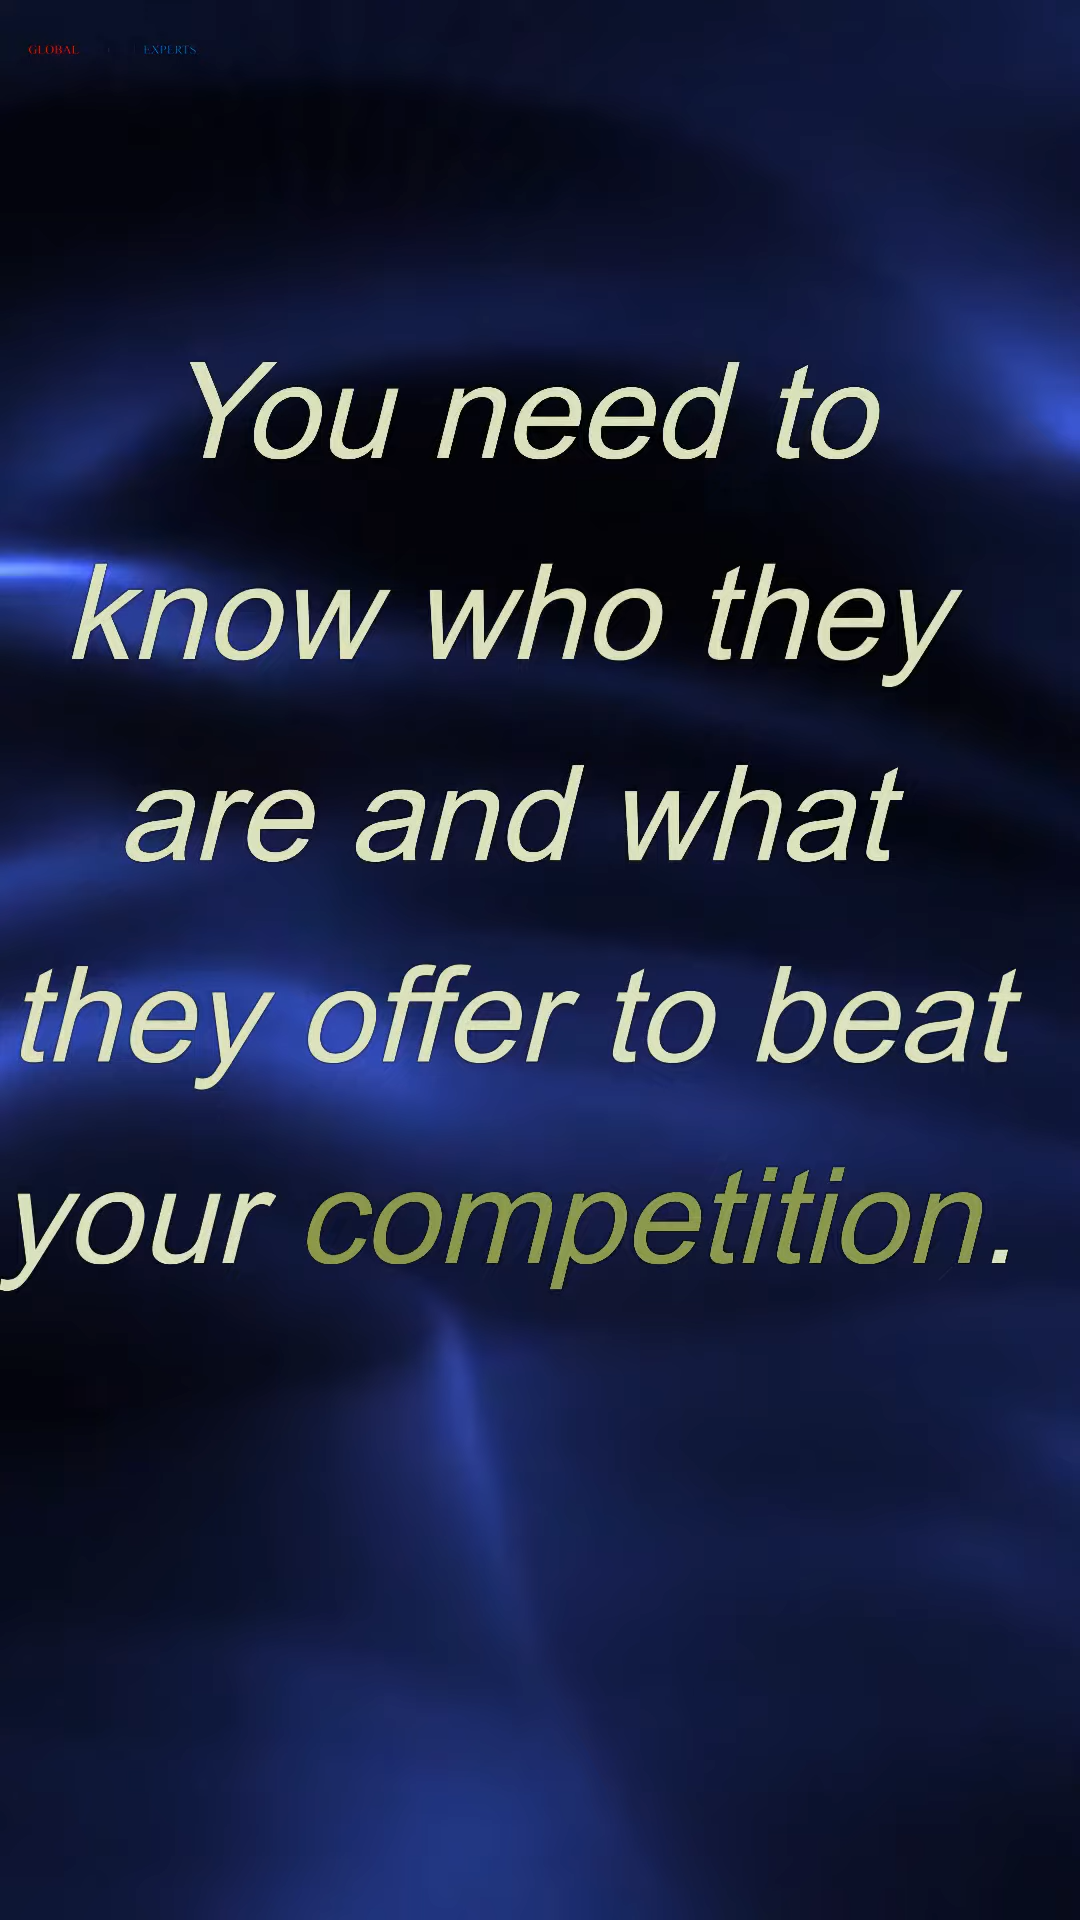 GLOBAL EXPERTS
You need to
know who they
are and what
they offer to beat
your competition.